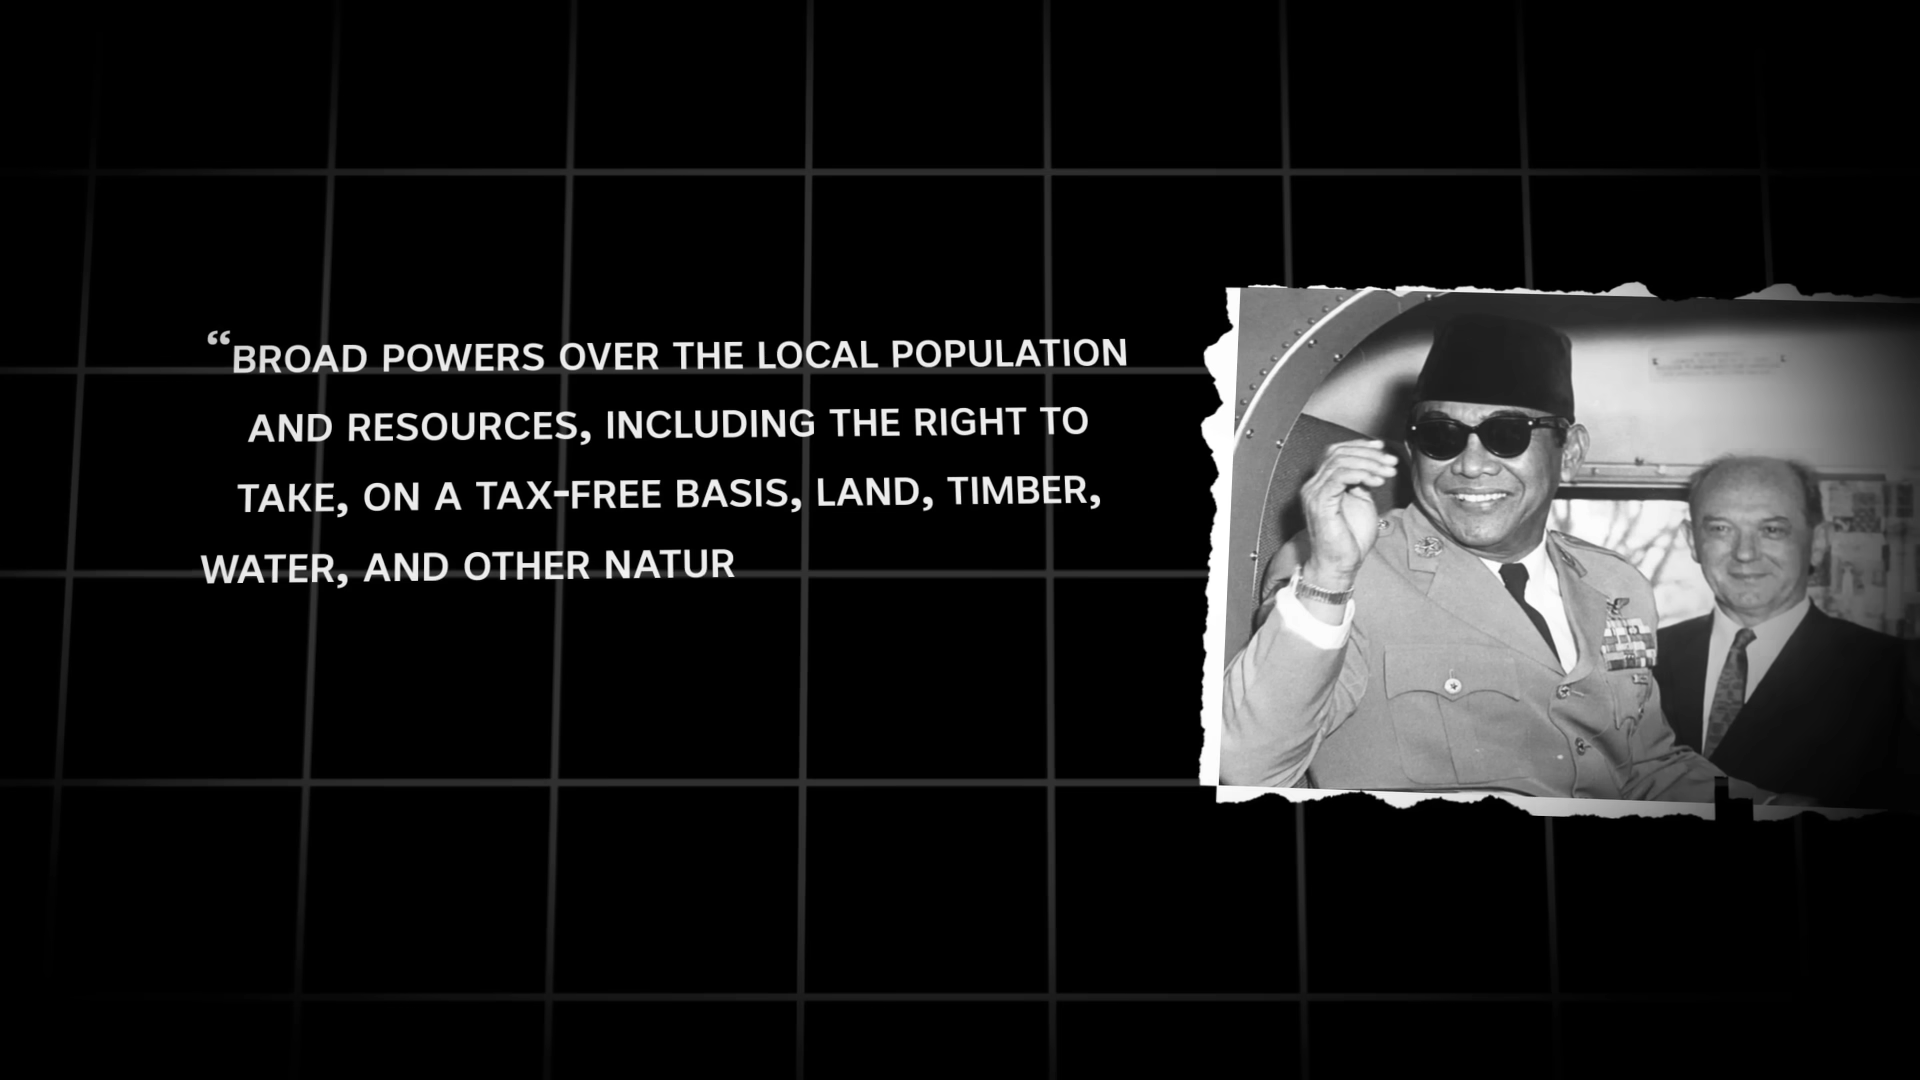 “BROAD POWERS OVER THE LOCAL POPULATION
AND RESOURCES, INCLUDING THE RIGHT TO
TAKE, ON A TAX-FREE BASIS, LAND, TIMBER,
WATER, AND OTHER NATUR